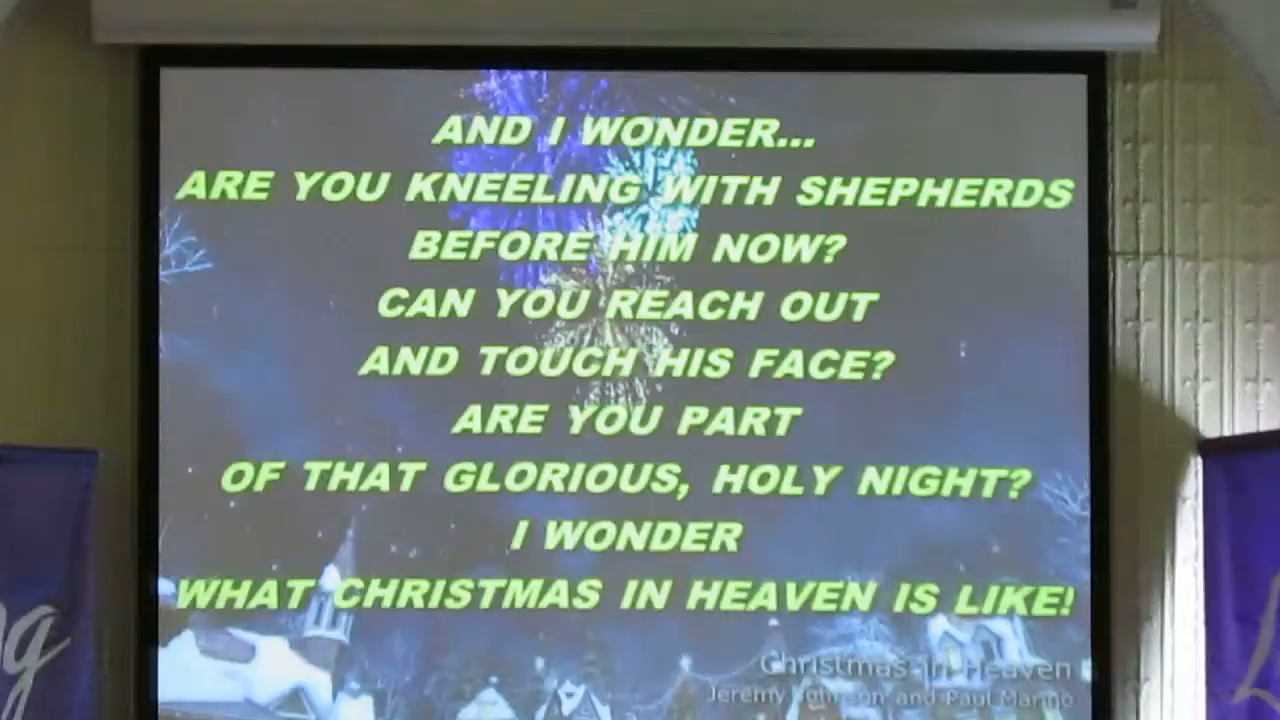 AND I WONDER...
ARE YOU KNEELING WITH SHEPHERDS
BEFORE HIM NOW?
CAN YOU REACH OUT
AND TOUCH HIS FACE?
ARE YOU PART
OF THAT GLORIOUS, HOLY NIGHT?
I WONDER
WHAT CHRISTMAS IN HEAVEN IS LIKE!
Christmas in Heaven
Jeremy Johnson and Paul Marino